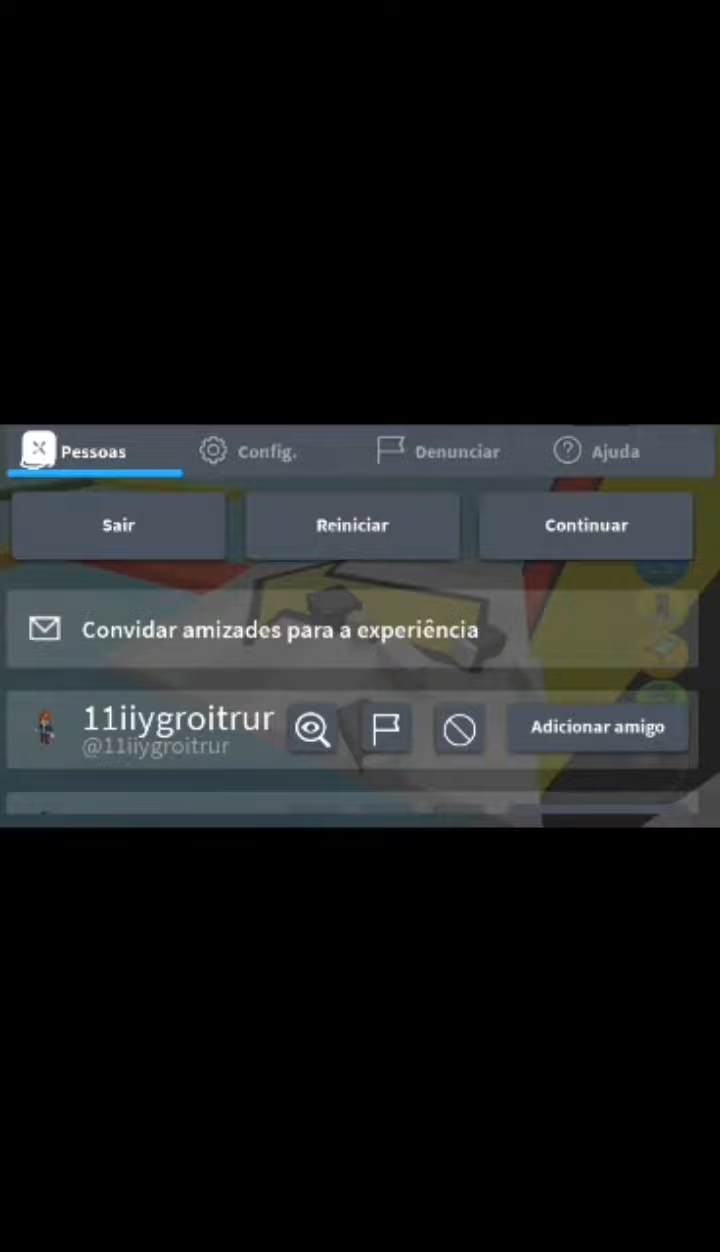 Pessoas
Config.
Denunciar
Ajuda
Sair
Reiniciar
Continuar
Convidar amizades para a experiência
11iiygroitrur
@11iiygroitrur
Adicionar amigo